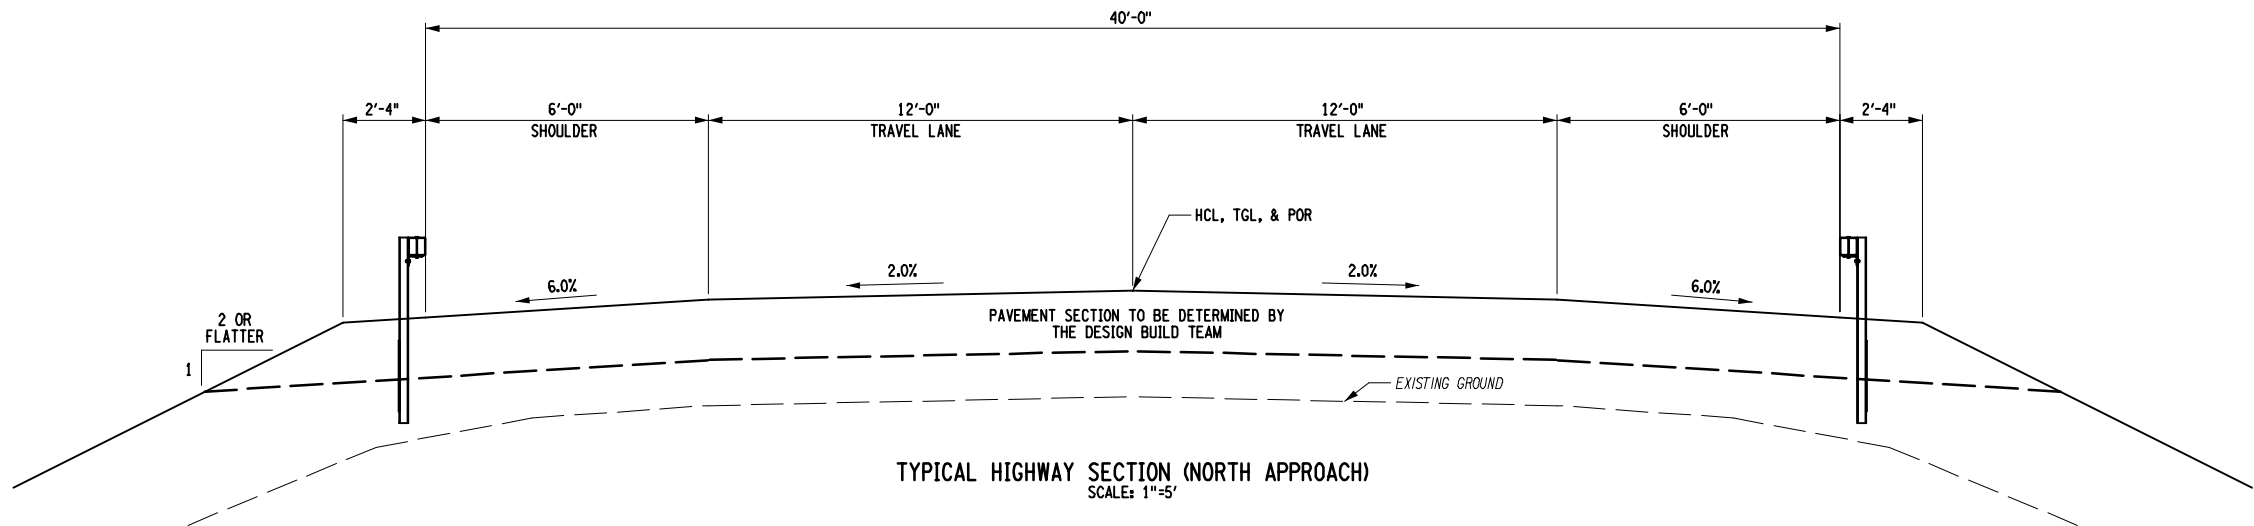 40'-0"
2'-4"
6'-0"
SHOULDER
12'-0"
TRAVEL LANE
12'-0"
TRAVEL LANE
6'-0"
SHOULDER
2'-4"
HCL, TGL, & POR
6.0%
2.0%
2.0%
6.0%
2 OR
FLATTER
1
PAVEMENT SECTION TO BE DETERMINED BY
THE DESIGN BUILD TEAM
EXISTING GROUND
TYPICAL HIGHWAY SECTION (NORTH APPROACH)
SCALE: 1"=5'